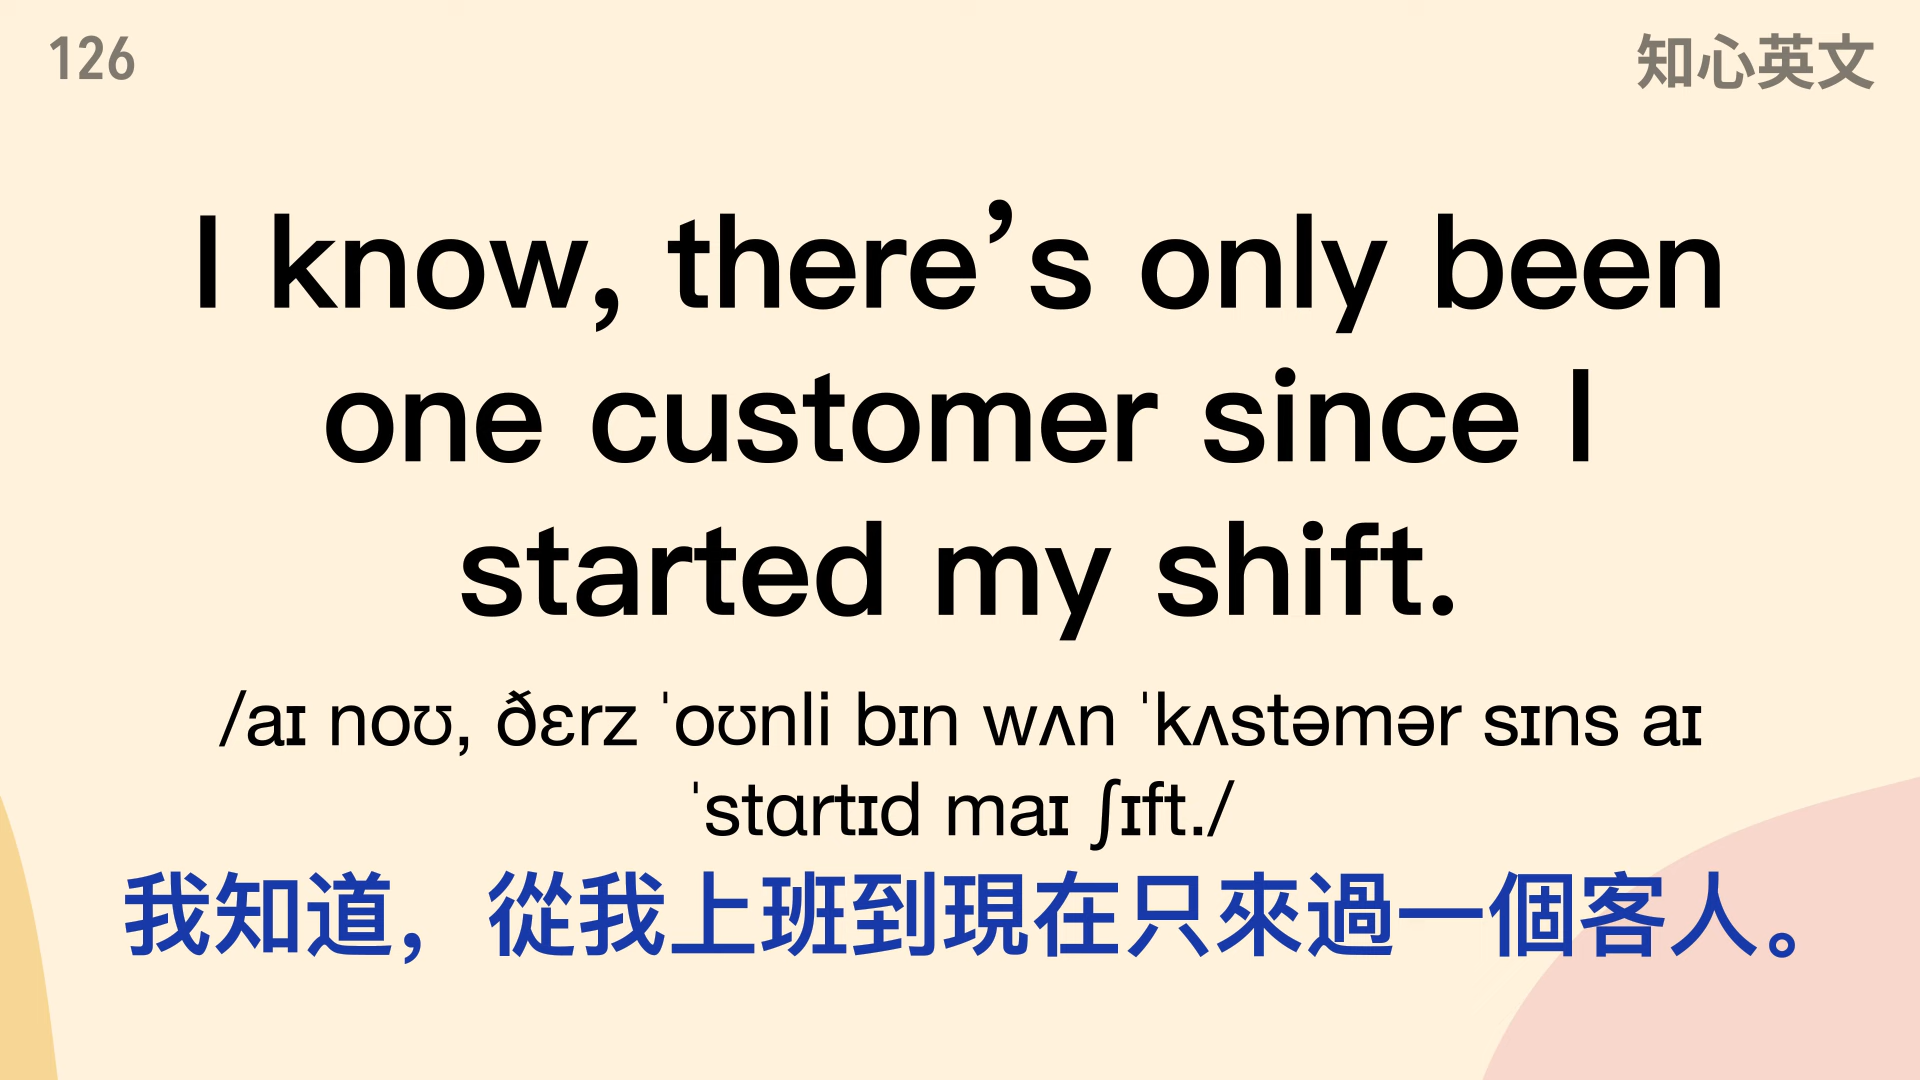 126
知心英文
I know, there’s only been
one customer since I
started my shift.
/aɪ noʊ, ðɛrz ˈoʊnli bɪn wʌn ˈkʌstəmər sɪns aɪ
ˈstɑrtɪd maɪ ʃɪft./
我知道，從我上班到現在只來過一個客人。